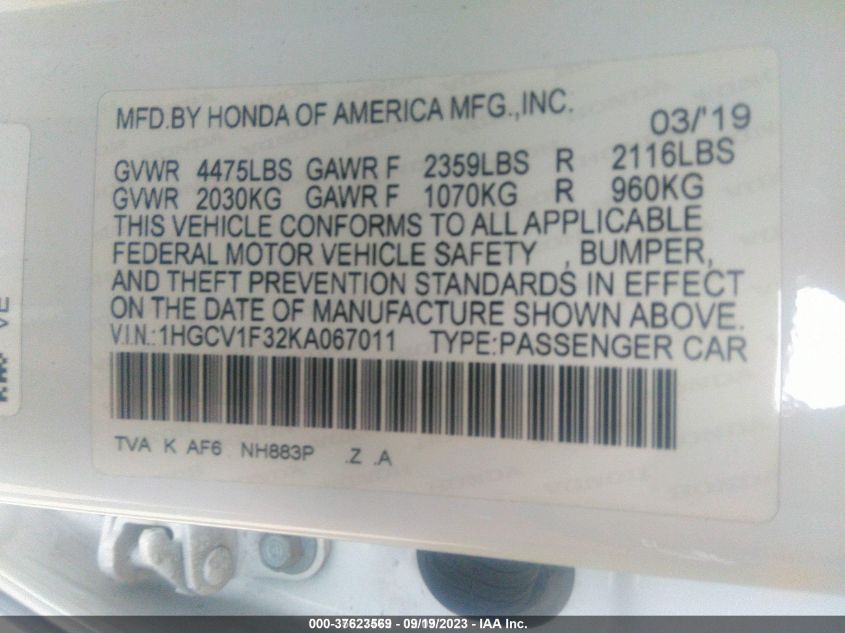 MFD.BY HONDA OF AMERICA MFG.,INC.
03/'19
GVWR 4475LBS GAWR F 2359LBS R 2116LBS
GVWR 2030KG GAWR F 1070KG R 960KG
THIS VEHICLE CONFORMS TO ALL APPLICABLE
FEDERAL MOTOR VEHICLE SAFETY , BUMPER,
AND THEFT PREVENTION STANDARDS IN EFFECT
ON THE DATE OF MANUFACTURE SHOWN ABOVE.
V.I.N.:1HGCV1F32KA067011 TYPE:PASSENGER CAR
TVA K AF6 NH883P .Z .A
VE
000-37623569 - 09/19/2023 - IAA Inc.